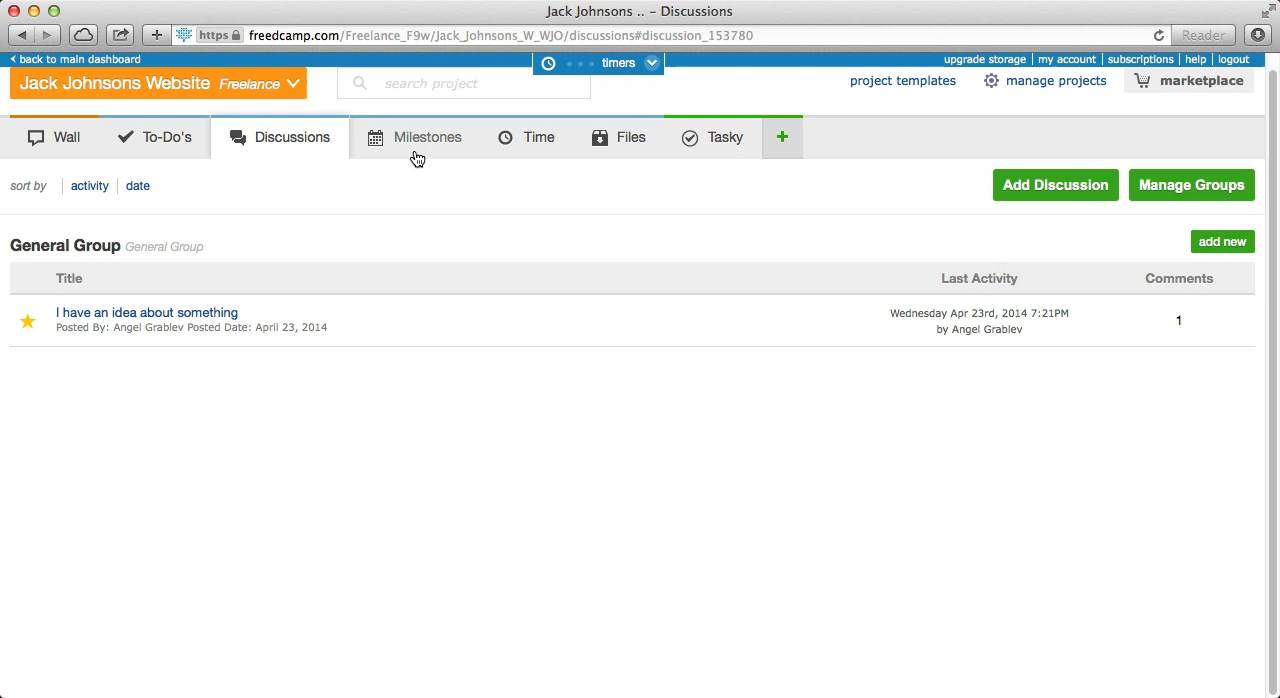 Jack Johnsons .. – Discussions
https freedcamp.com/Freelance_F9w/Jack_Johnsons_W_WJO/discussions#discussion_153780
Reader
back to main dashboard
timers
upgrade storage my account subscriptions help logout
Jack Johnsons Website Freelance
search project
project templates
manage projects
marketplace
Wall
To-Do's
Discussions
Milestones
Time
Files
Tasky
+
sort by activity date
Add Discussion
Manage Groups
General Group General Group
add new
Title Last Activity Comments
I have an idea about something
Posted By: Angel Grablev Posted Date: April 23, 2014
Wednesday Apr 23rd, 2014 7:21PM
by Angel Grablev
1